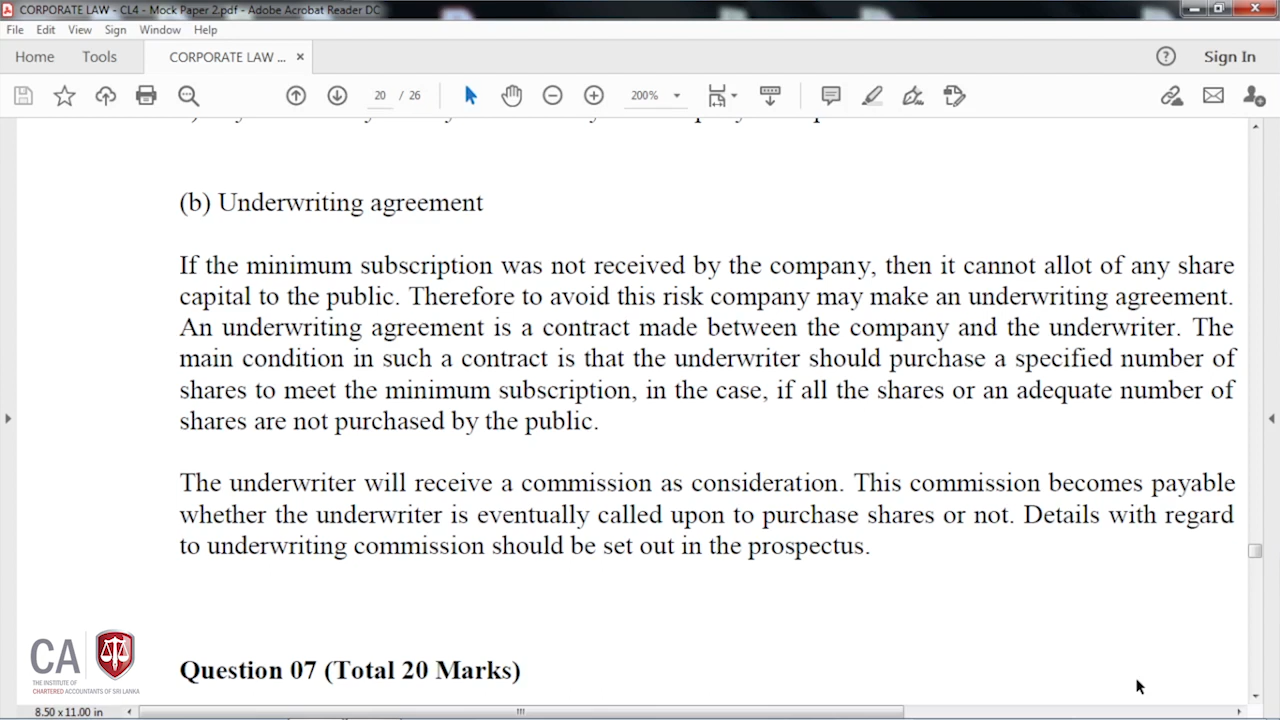 CORPORATE LAW - CL4 - Mock Paper 2.pdf - Adobe Acrobat Reader DC
File Edit View Sign Window Help
Home Tools CORPORATE LAW ... × Sign In
20 / 26 200%
(b) Underwriting agreement
If the minimum subscription was not received by the company, then it cannot allot of any share
capital to the public. Therefore to avoid this risk company may make an underwriting agreement.
An underwriting agreement is a contract made between the company and the underwriter. The
main condition in such a contract is that the underwriter should purchase a specified number of
shares to meet the minimum subscription, in the case, if all the shares or an adequate number of
shares are not purchased by the public.
The underwriter will receive a commission as consideration. This commission becomes payable
whether the underwriter is eventually called upon to purchase shares or not. Details with regard
to underwriting commission should be set out in the prospectus.
CA
THE INSTITUTE OF
CHARTERED ACCOUNTANTS OF SRI LANKA
Question 07 (Total 20 Marks)
8.50 x 11.00 in